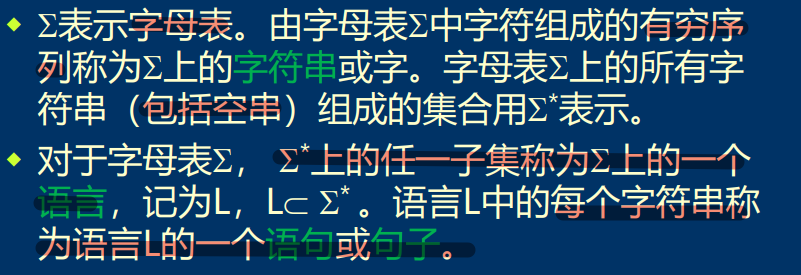 Σ表示字母表。由字母表Σ中字符组成的有穷序
列称为Σ上的字符串或字。字母表Σ上的所有字
符串（包括空串）组成的集合用Σ*表示。
对于字母表Σ， Σ*上的任一子集称为Σ上的一个
语言，记为L，L⊂ Σ* 。语言L中的每个字符串称
为语言L的一个语句或句子。